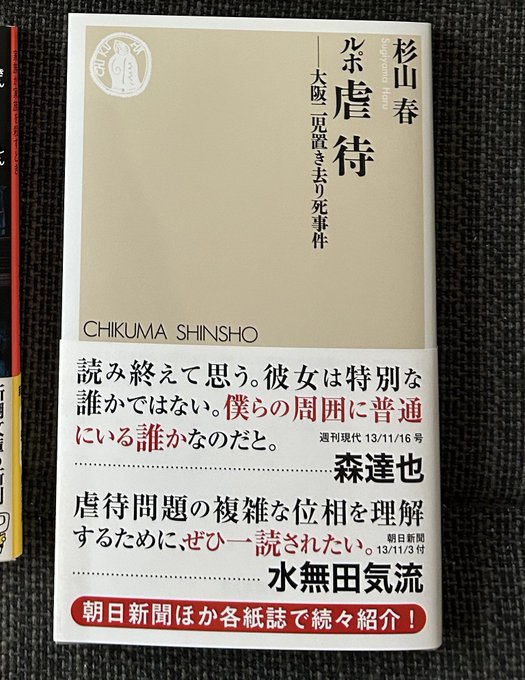 杉山 春
Sugiyama Haru
ルポ 虐待
──大阪二児置き去り死事件
CHIKUMA SHINSHO
読み終えて思う。彼女は特別な
誰かではない。僕らの周囲に普通
にいる誰かなのだと。
週刊現代 13/11/16 号
森達也
虐待問題の複雑な位相を理解
するために、ぜひ一読されたい。
朝日新聞
13/11/3 付
水無田気流
朝日新聞ほか各紙誌で続々紹介！